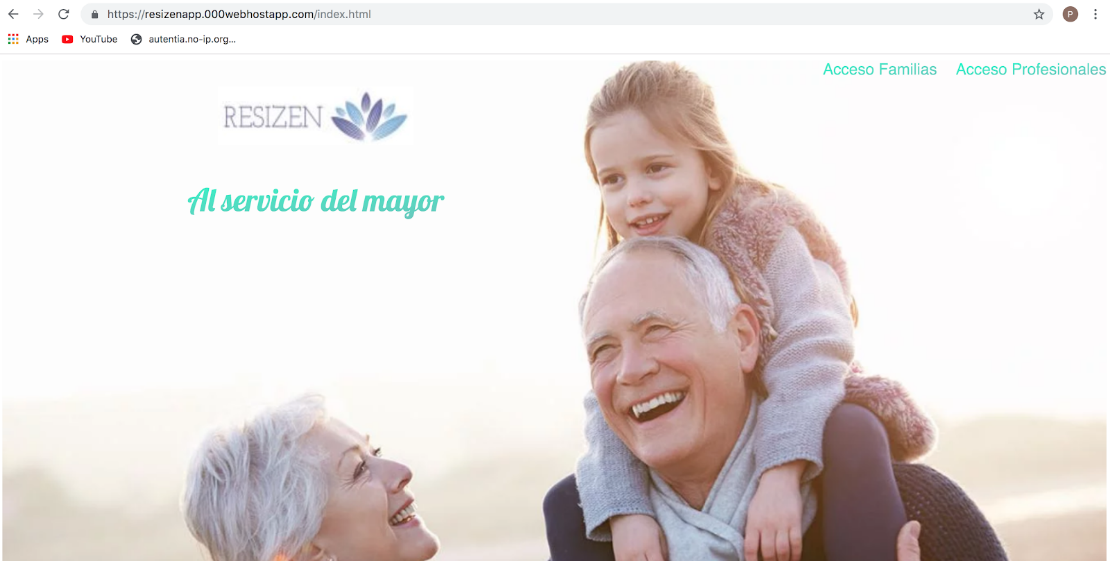 https://resizenapp.000webhostapp.com/index.html
P
Apps
YouTube
autentia.no-ip.org...
Acceso Familias
Acceso Profesionales
RESIZEN
Al servicio del mayor